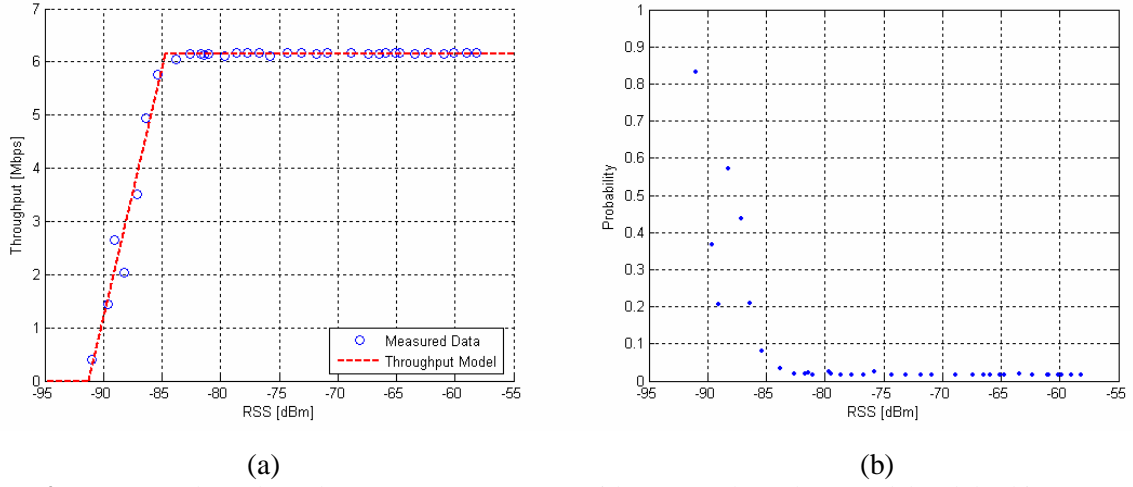 7
6
5
4
3
2
1
0
Throughput [Mbps]
Measured Data
Throughput Model
-95 -90 -85 -80 -75 -70 -65 -60 -55
RSS [dBm]
(a)
1
0.9
0.8
0.7
0.6
0.5
0.4
0.3
0.2
0.1
0
Probability
-95 -90 -85 -80 -75 -70 -65 -60 -55
RSS [dBm]
(b)